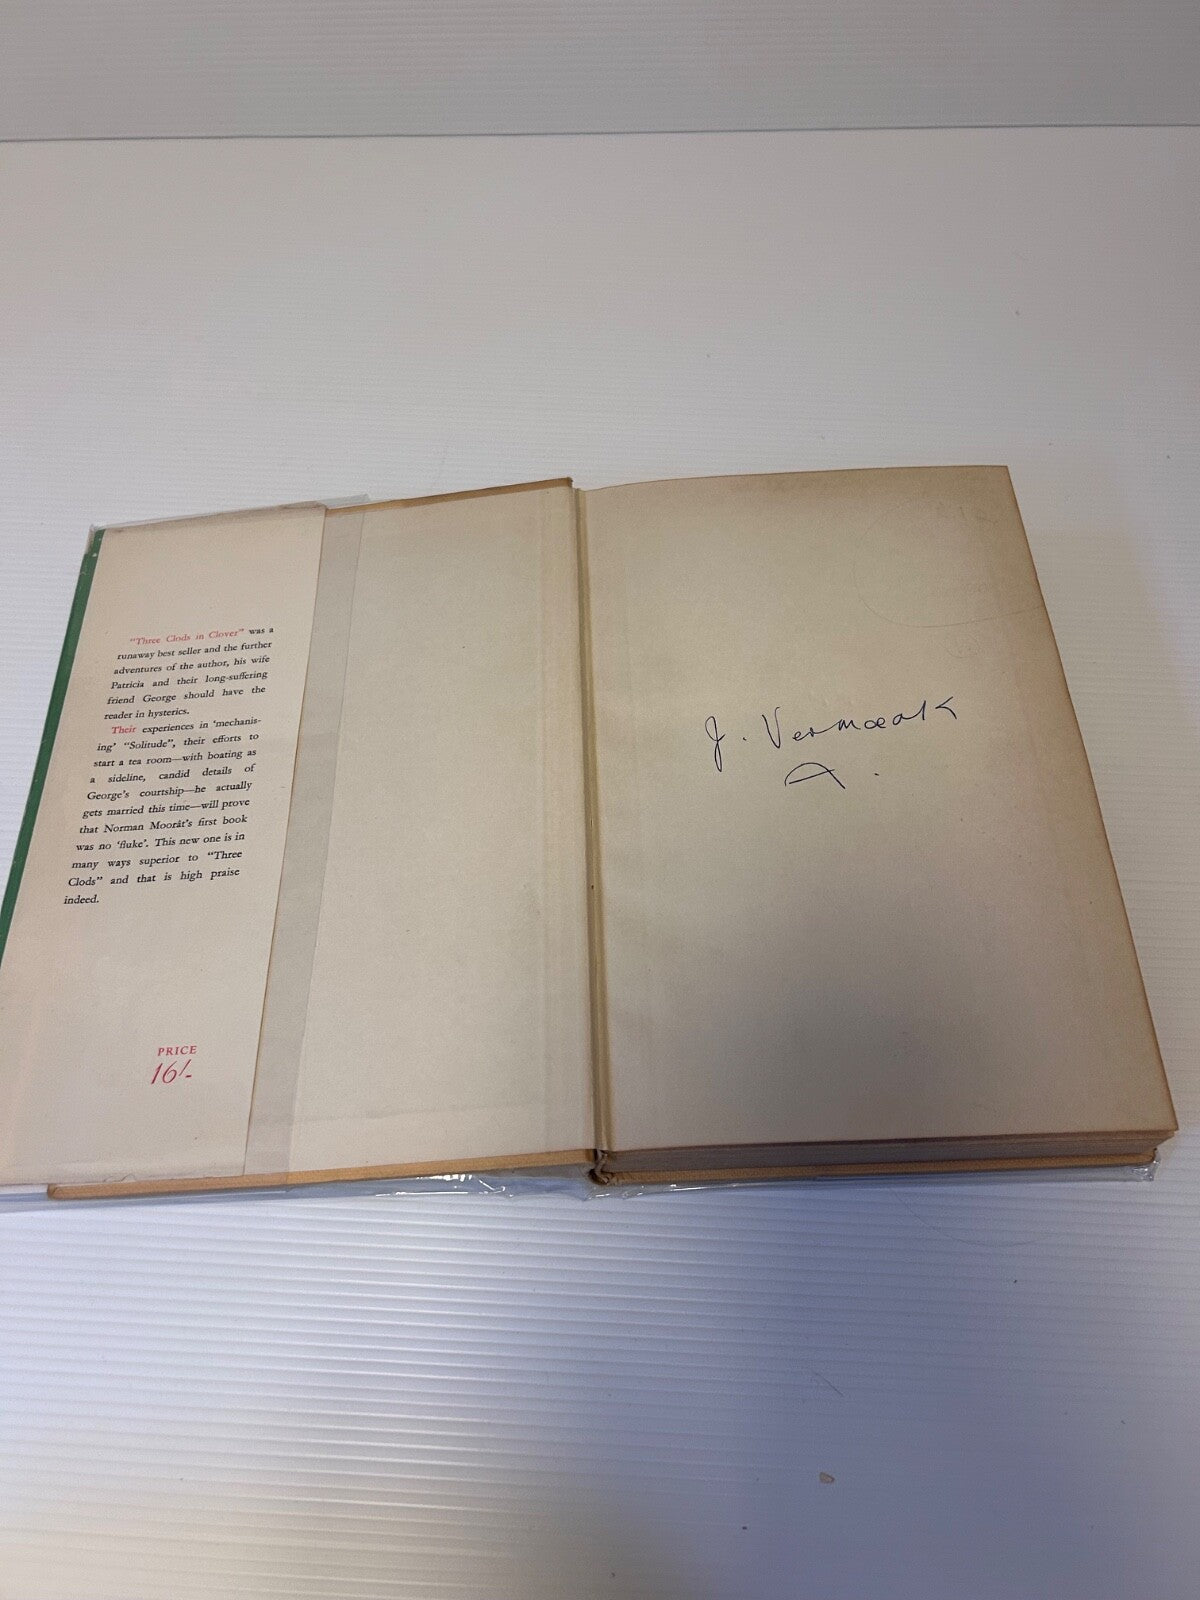 "Three Clods in Clover" was a
runaway best seller and the further
adventures of the author, his wife
Patricia and their long-suffering
friend George should have the
reader in hysterics.
Their experiences in 'mechanis-
ing' "Solitude", their efforts to
start a tea room—with boating as
a sideline, candid details of
George's courtship—he actually
gets married this time—will prove
that Norman Moorât's first book
was no 'fluke'. This new one is in
many ways superior to "Three
Clods" and that is high praise
indeed.
PRICE
16/-
J. Vermaak